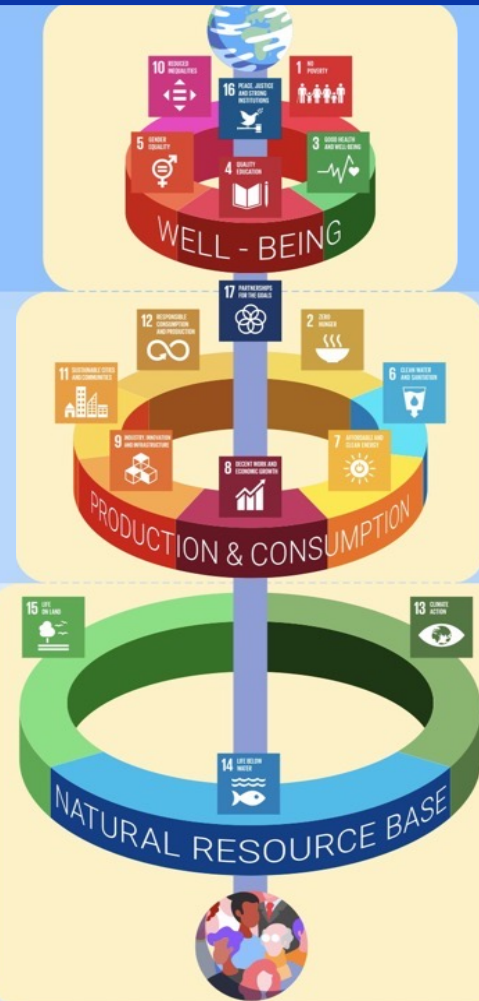 10 REDUCED
INEQUALITIES
16 PEACE, JUSTICE
AND STRONG
INSTITUTIONS
1 NO
POVERTY
5 GENDER
EQUALITY
4 QUALITY
EDUCATION
3 GOOD HEALTH
AND WELL-BEING
WELL - BEING
17 PARTNERSHIPS
FOR THE GOALS
12 RESPONSIBLE
CONSUMPTION
AND PRODUCTION
2 ZERO
HUNGER
11 SUSTAINABLE CITIES
AND COMMUNITIES
6 CLEAN WATER
AND SANITATION
9 INDUSTRY, INNOVATION
AND INFRASTRUCTURE
8 DECENT WORK AND
ECONOMIC GROWTH
7 AFFORDABLE AND
CLEAN ENERGY
PRODUCTION & CONSUMPTION
15 LIFE
ON LAND
13 CLIMATE
ACTION
14 LIFE BELOW
WATER
NATURAL RESOURCE BASE